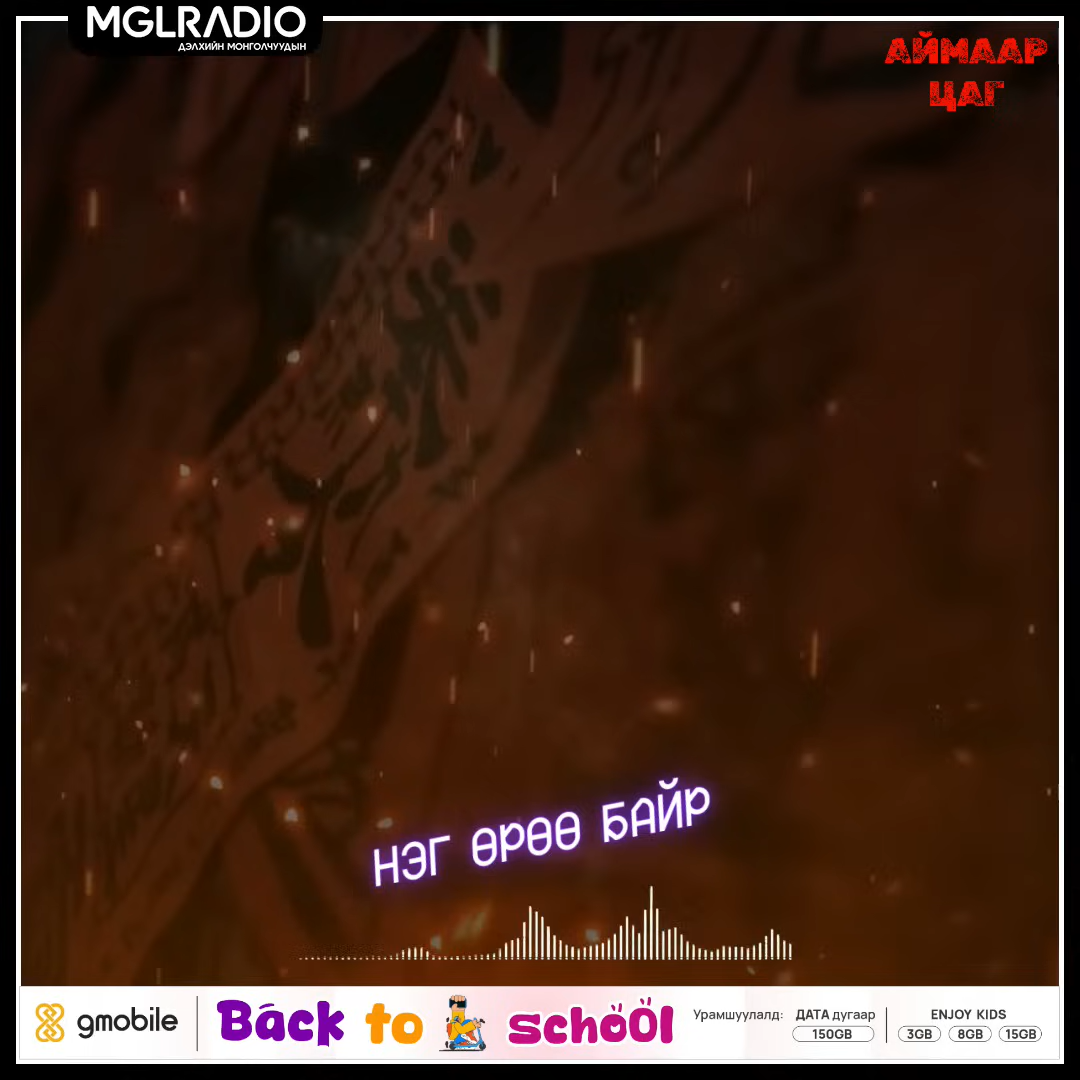 MGLRADIO
ДЭЛХИЙН МОНГОЛЧУУДЫН
АЙМААР
ЦАГ
НЭГ ӨРӨӨ БАЙР
gmobile
Back to school
Урамшуулалд: ДАТА дугаар
150GB
ENJOY KIDS
3GB 8GB 15GB